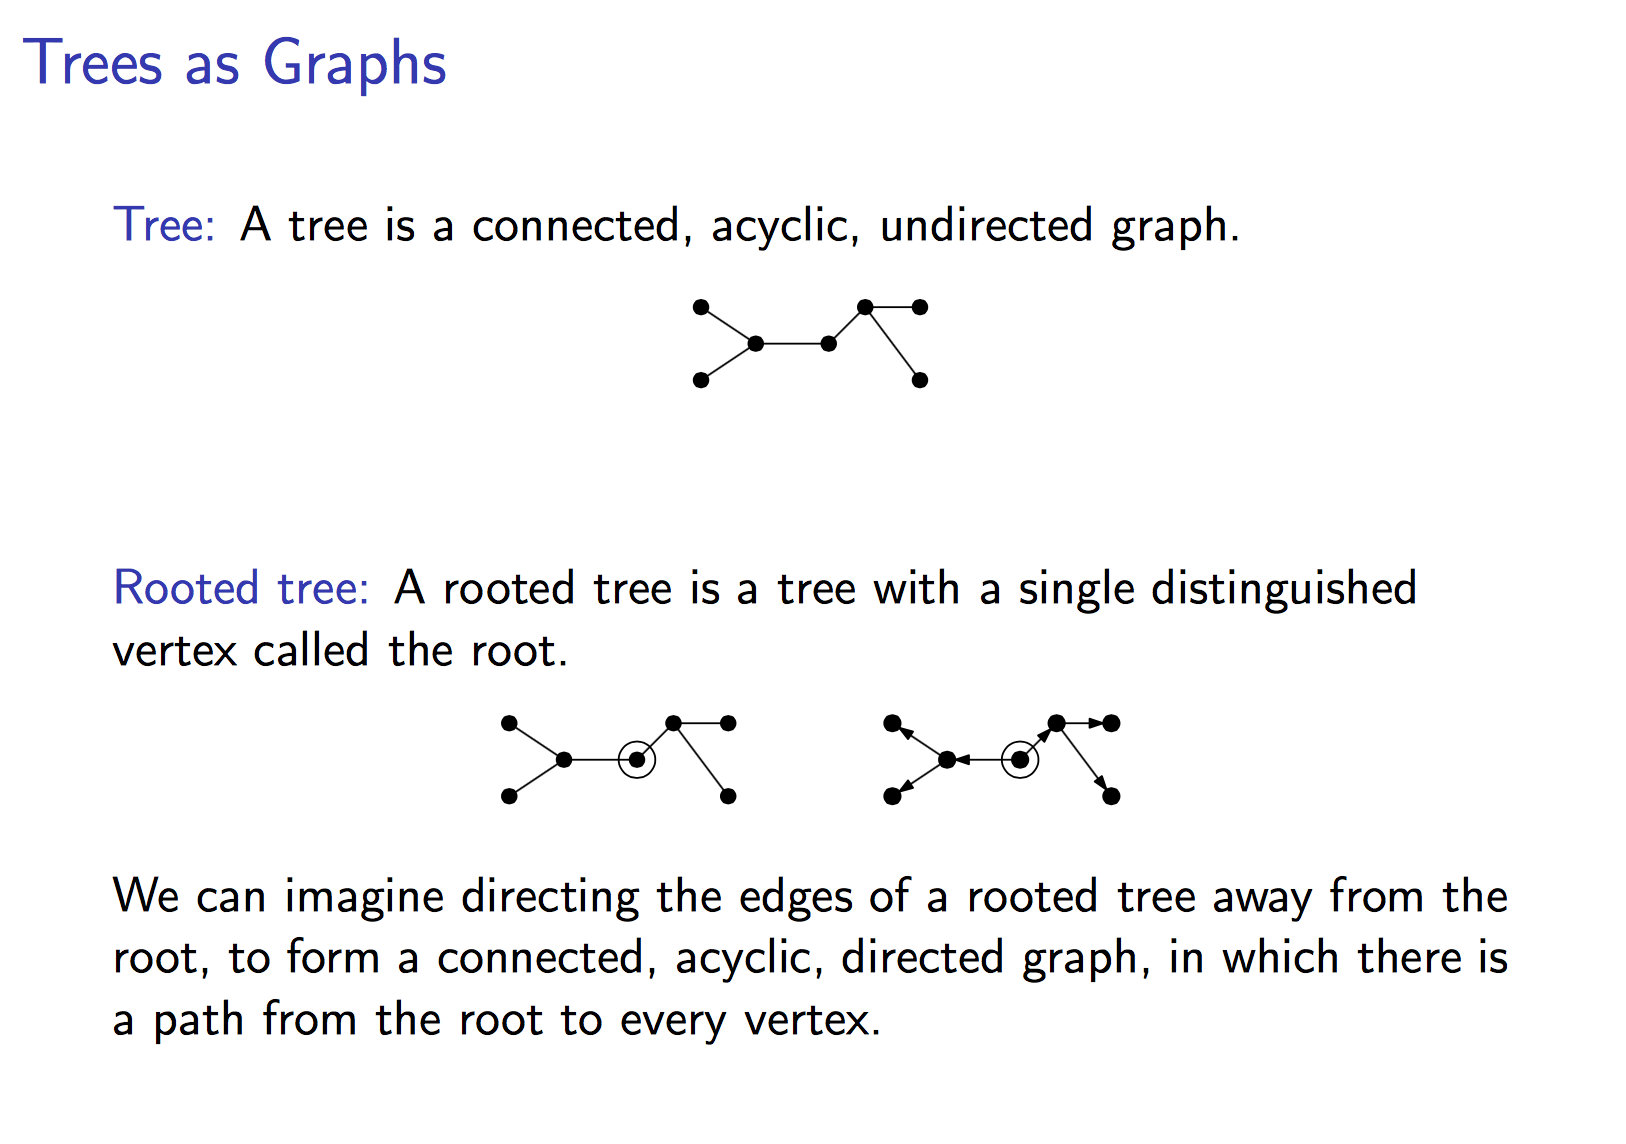 Trees as Graphs
Tree: A tree is a connected, acyclic, undirected graph.
Rooted tree: A rooted tree is a tree with a single distinguished
vertex called the root.
We can imagine directing the edges of a rooted tree away from the
root, to form a connected, acyclic, directed graph, in which there is
a path from the root to every vertex.